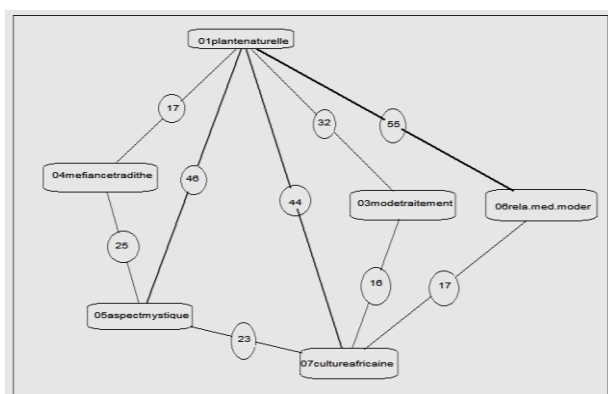 01plantenaturelle
17
32
55
04mefiancetradithe
46
44
03modetraitement
06rela.med.moder
25
16
17
05aspectmystique
23
07cultureafricaine